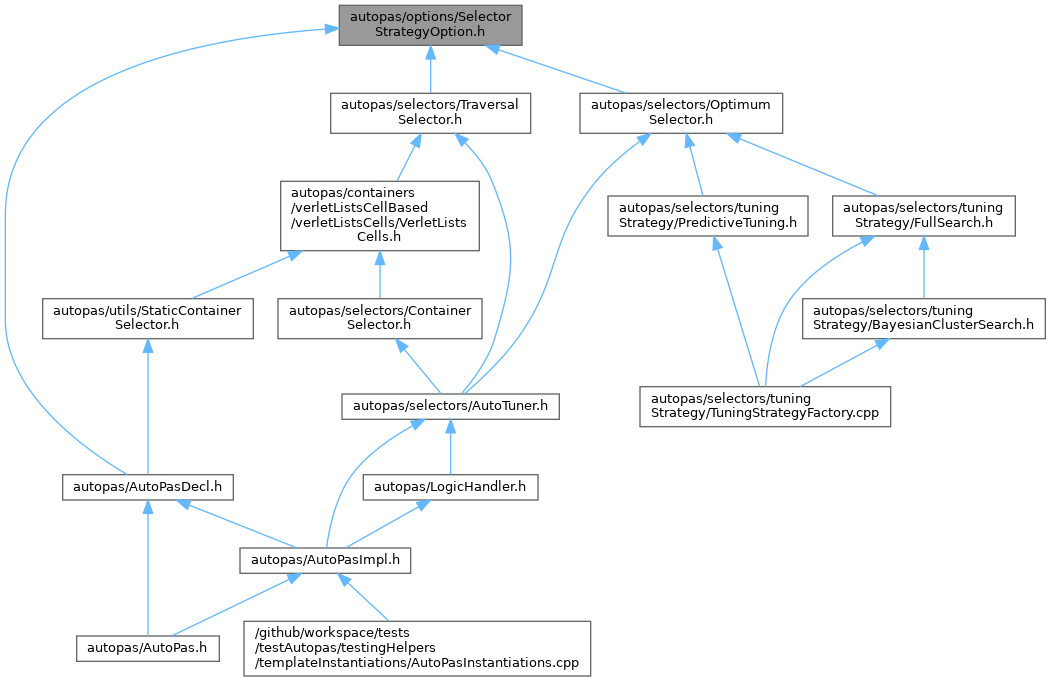 autopas/options/Selector
StrategyOption.h
autopas/selectors/Traversal
Selector.h
autopas/selectors/Optimum
Selector.h
autopas/containers
/verletListsCellBased
/verletListsCells/VerletLists
Cells.h
autopas/selectors/tuning
Strategy/PredictiveTuning.h
autopas/selectors/tuning
Strategy/FullSearch.h
autopas/utils/StaticContainer
Selector.h
autopas/selectors/Container
Selector.h
autopas/selectors/tuning
Strategy/BayesianClusterSearch.h
autopas/selectors/AutoTuner.h
autopas/selectors/tuning
Strategy/TuningStrategyFactory.cpp
autopas/AutoPasDecl.h
autopas/LogicHandler.h
autopas/AutoPasImpl.h
autopas/AutoPas.h
/github/workspace/tests
/testAutopas/testingHelpers
/templateInstantiations/AutoPasInstantiations.cpp